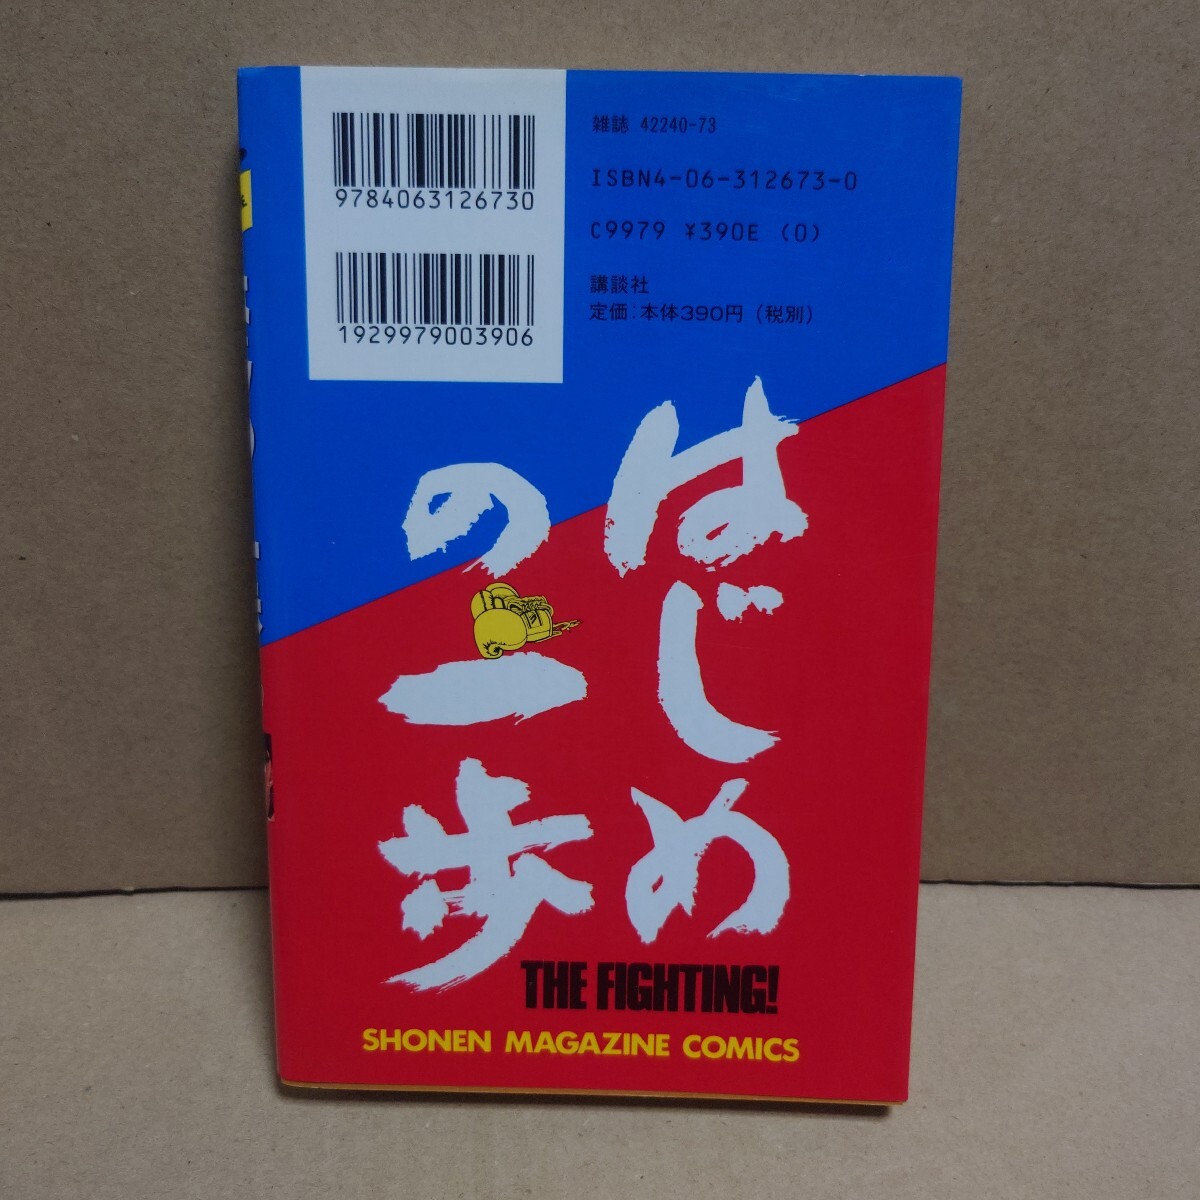 9784063126730
1929979003906
雑誌 42240-73
ISBN4-06-312673-0
C9979 ¥390E (0)
講談社
定価:本体390円(税別)
はじめ
の一歩
THE FIGHTING!
SHONEN MAGAZINE COMICS